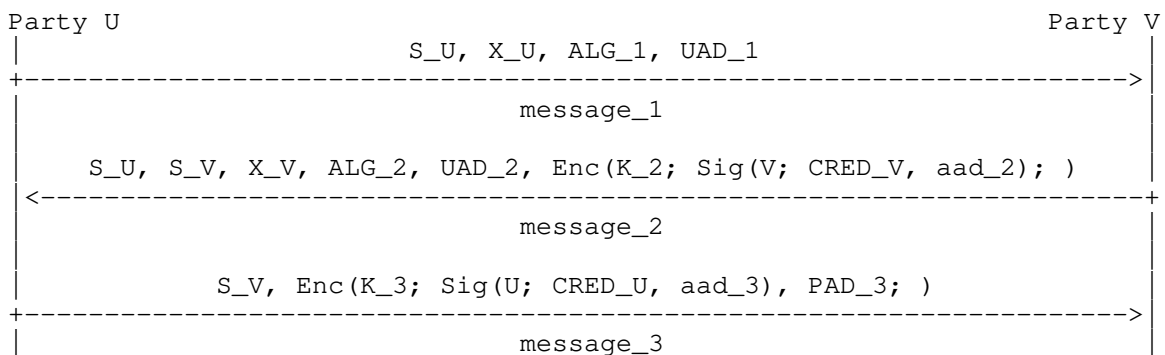 Party U Party V
S_U, X_U, ALG_1, UAD_1
message_1
S_U, S_V, X_V, ALG_2, UAD_2, Enc(K_2; Sig(V; CRED_V, aad_2); )
message_2
S_V, Enc(K_3; Sig(U; CRED_U, aad_3), PAD_3; )
message_3